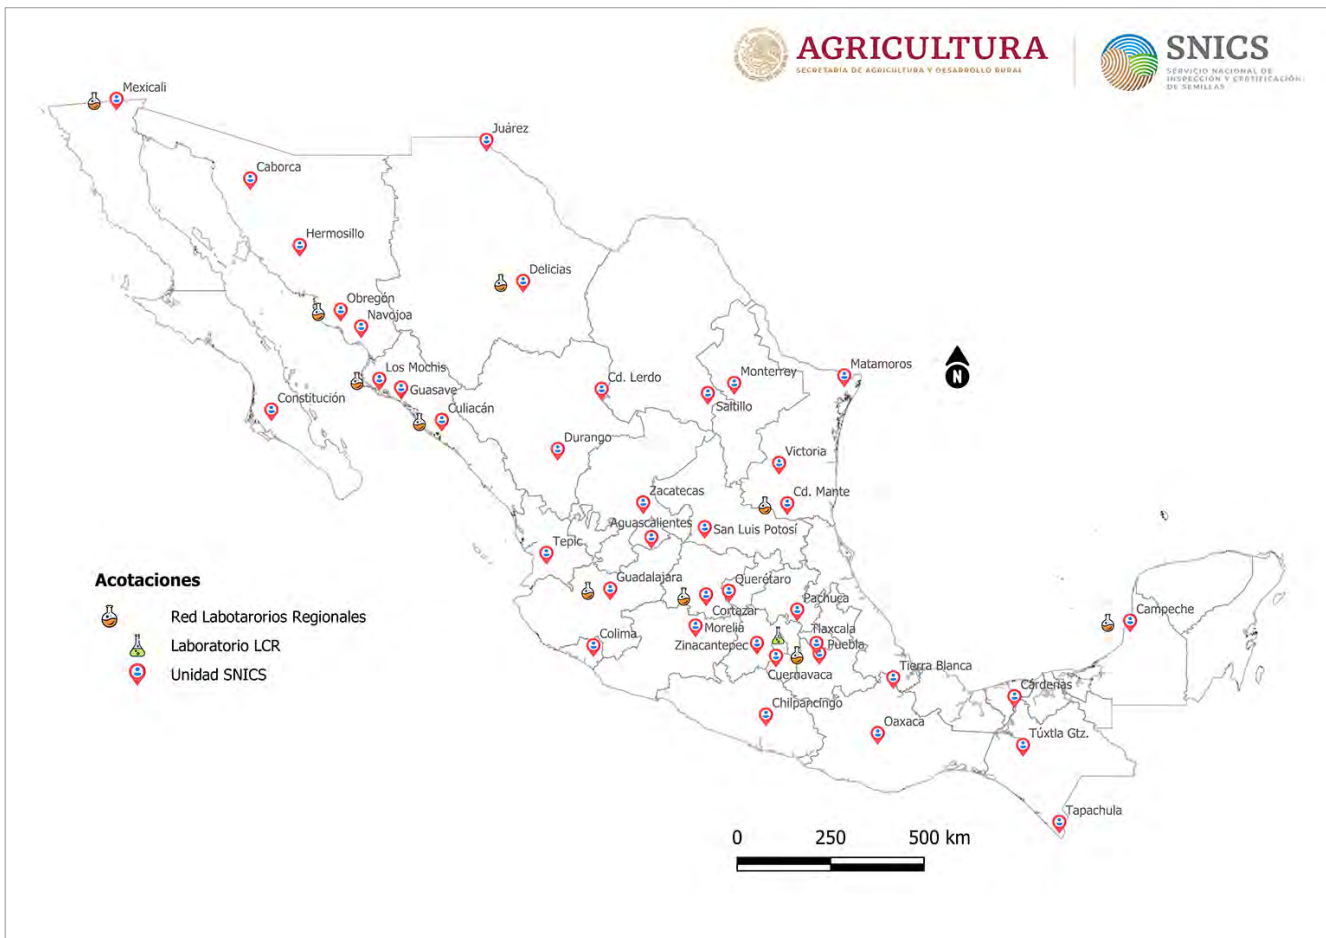 AGRICULTURA
SECRETARÍA DE AGRICULTURA Y DESARROLLO RURAL
SNICS
SERVICIO NACIONAL DE
INSPECCIÓN Y CERTIFICACIÓN
DE SEMILLAS
Mexicali
Juárez
Caborca
Hermosillo
Delicias
Obregón
Navojoa
Los Mochis
Guasave
Culiacán
Constitución
Cd. Lerdo
Monterrey
Saltillo
Matamoros
N
Durango
Victoria
Zacatecas
Cd. Mante
Aguascalientes
San Luis Potosí
Tepic
Guadalajara
Querétaro
Cortazar
Pachuca
Campeche
Colima
Morelia
Zinacantepec
Tlaxcala
Puebla
Cuernavaca
Tierra Blanca
Cárdenas
Chilpancingo
Oaxaca
Túxtla Gtz.
Tapachula
Acotaciones
Red Labotarorios Regionales
Laboratorio LCR
Unidad SNICS
0 250 500 km